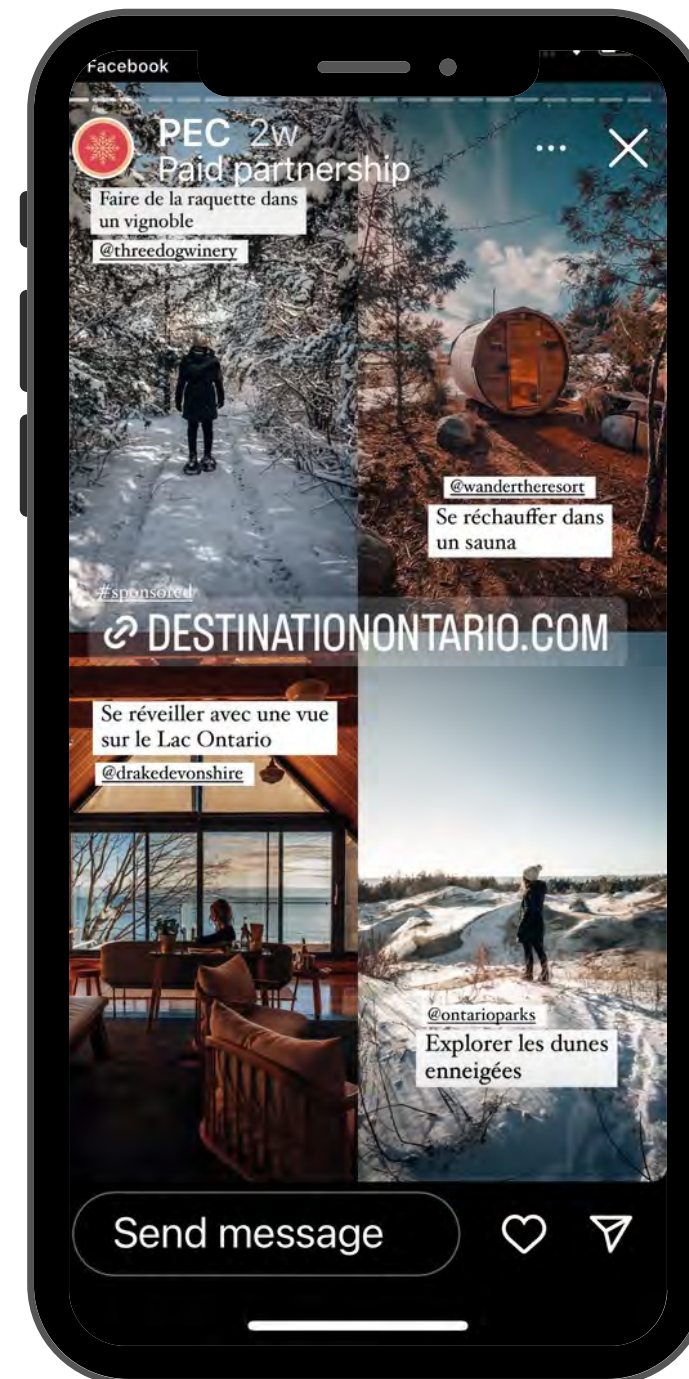 Facebook
PEC 2w
Paid partnership
Faire de la raquette dans
un vignoble
@threedogwinery
@wandertheresort
Se réchauffer dans
un sauna
#sponsored
DESTINATIONONTARIO.COM
Se réveiller avec une vue
sur le Lac Ontario
@drakedevonshire
@ontarioparks
Explorer les dunes
enneigées
Send message